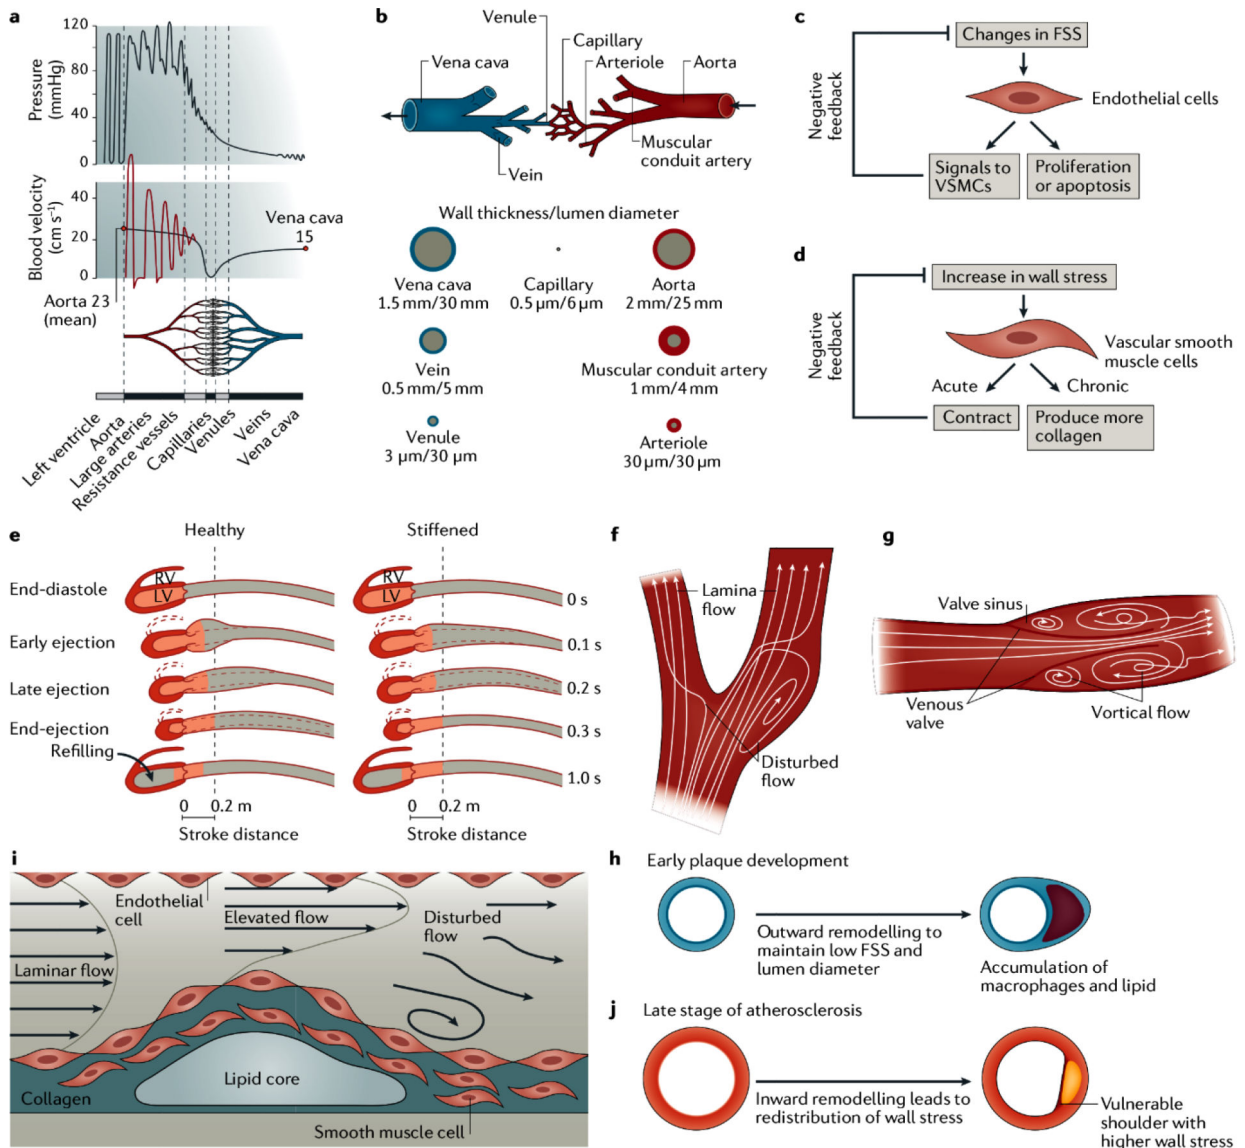 a
Pressure
(mmHg)
120
80
40
0
Blood velocity
(cm s⁻¹)
40
20
0
Vena cava
15
Aorta 23
(mean)
Left ventricle
Aorta
Large arteries
Resistance vessels
Capillaries
Venules
Veins
Vena cava
b
Venule
Capillary
Vena cava
Arteriole
Aorta
Muscular
conduit artery
Vein
Wall thickness/lumen diameter
Vena cava
1.5 mm/30 mm
Capillary
0.5 µm/6 µm
Aorta
2 mm/25 mm
Vein
0.5 mm/5 mm
Muscular conduit artery
1 mm/4 mm
Venule
3 µm/30 µm
Arteriole
30 µm/30 µm
c
Changes in FSS
Negative
feedback
Endothelial cells
Signals to
VSMCs
Proliferation
or apoptosis
d
Increase in wall stress
Negative
feedback
Vascular smooth
muscle cells
Acute
Chronic
Contract
Produce more
collagen
e
Healthy
Stiffened
End-diastole
RV
LV
RV
LV
0 s
Early ejection
0.1 s
Late ejection
0.2 s
End-ejection
0.3 s
Refilling
1.0 s
0 0.2 m
Stroke distance
0 0.2 m
Stroke distance
f
Lamina
flow
Disturbed
flow
g
Valve sinus
Venous
valve
Vortical flow
i
Endothelial
cell
Elevated flow
Disturbed
flow
Laminar flow
Lipid core
Collagen
Smooth muscle cell
h
Early plaque development
Outward remodelling to
maintain low FSS and
lumen diameter
Accumulation of
macrophages and lipid
j
Late stage of atherosclerosis
Inward remodelling leads to
redistribution of wall stress
Vulnerable
shoulder with
higher wall stress